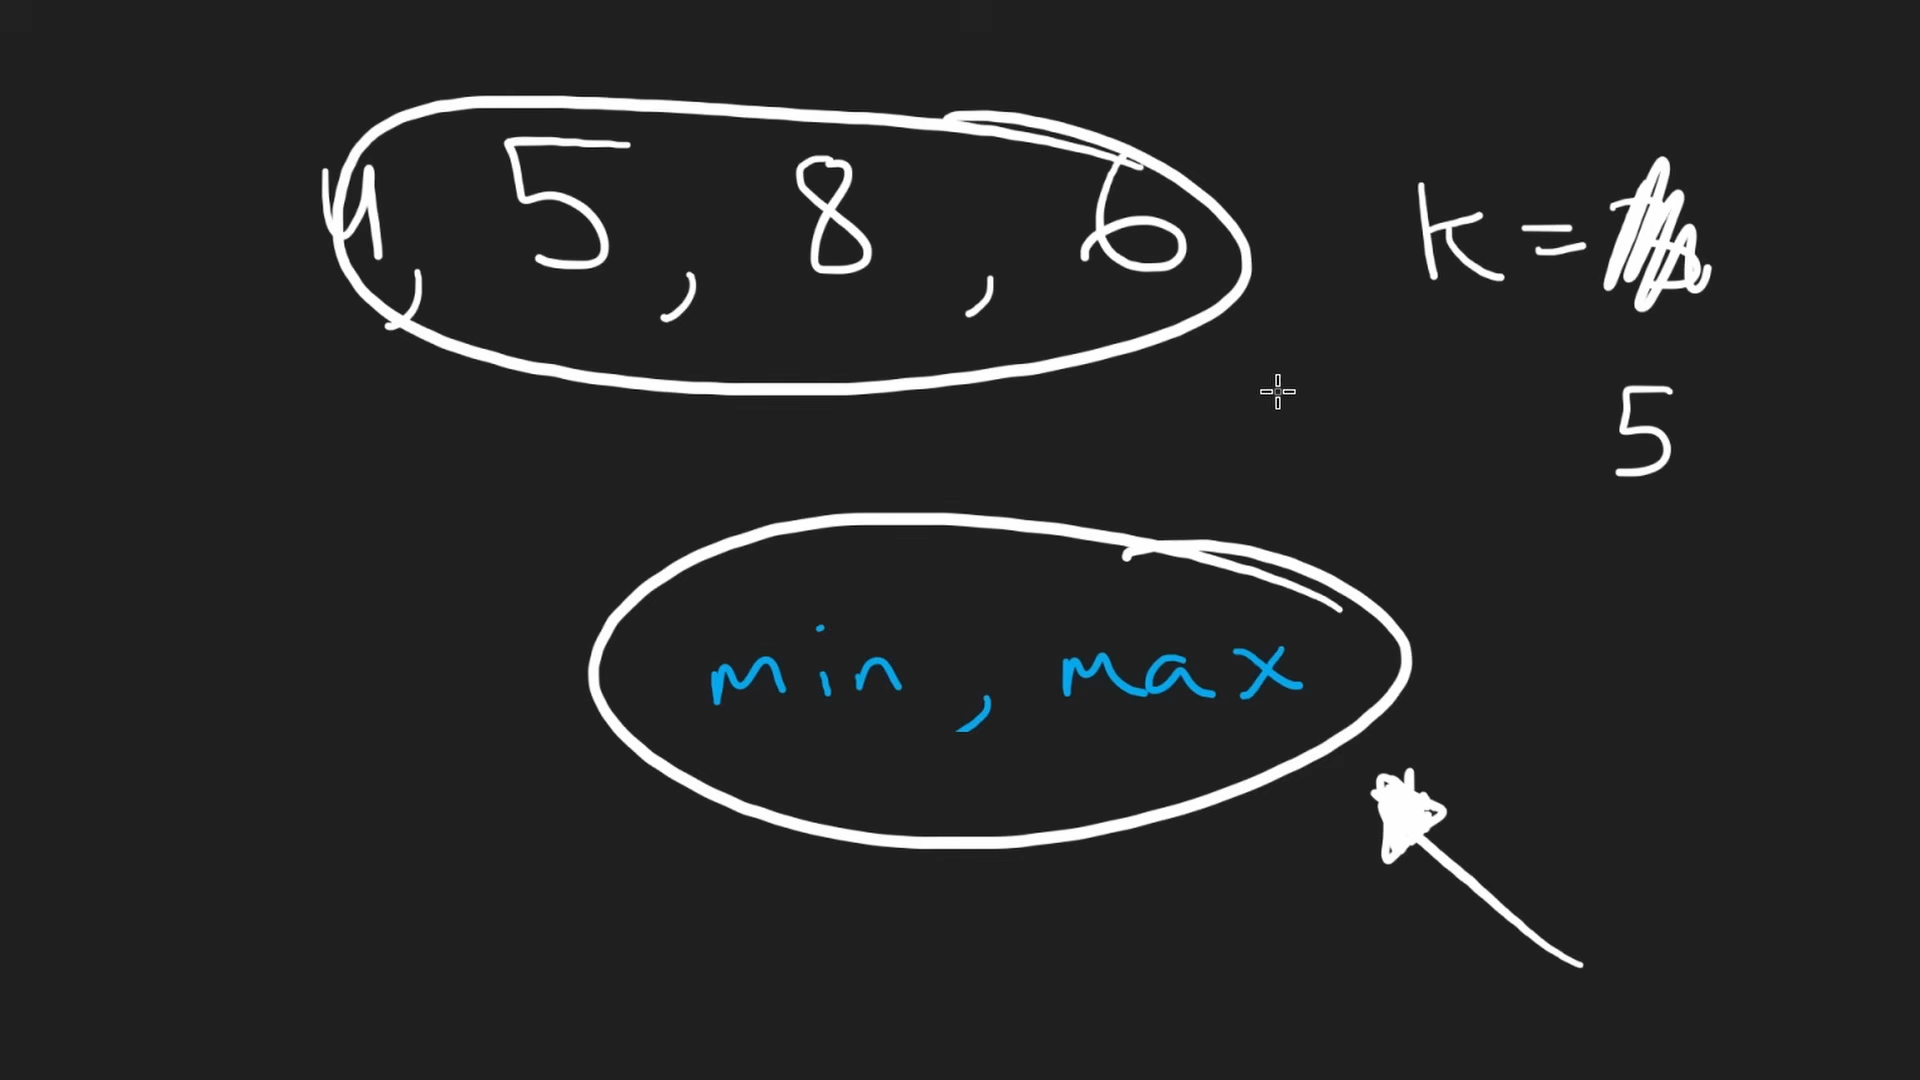 4, 5, 8, 6
k =
5
min, max